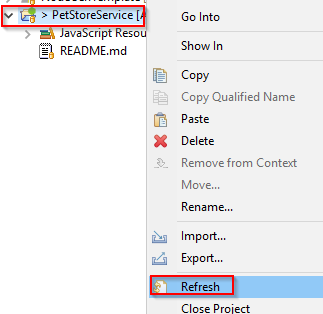 > PetStoreService [
JavaScript Resou
README.md
Go Into
Show In
Copy
Copy Qualified Name
Paste
Delete
Remove from Context
Move...
Rename...
Import...
Export...
Refresh
Close Project